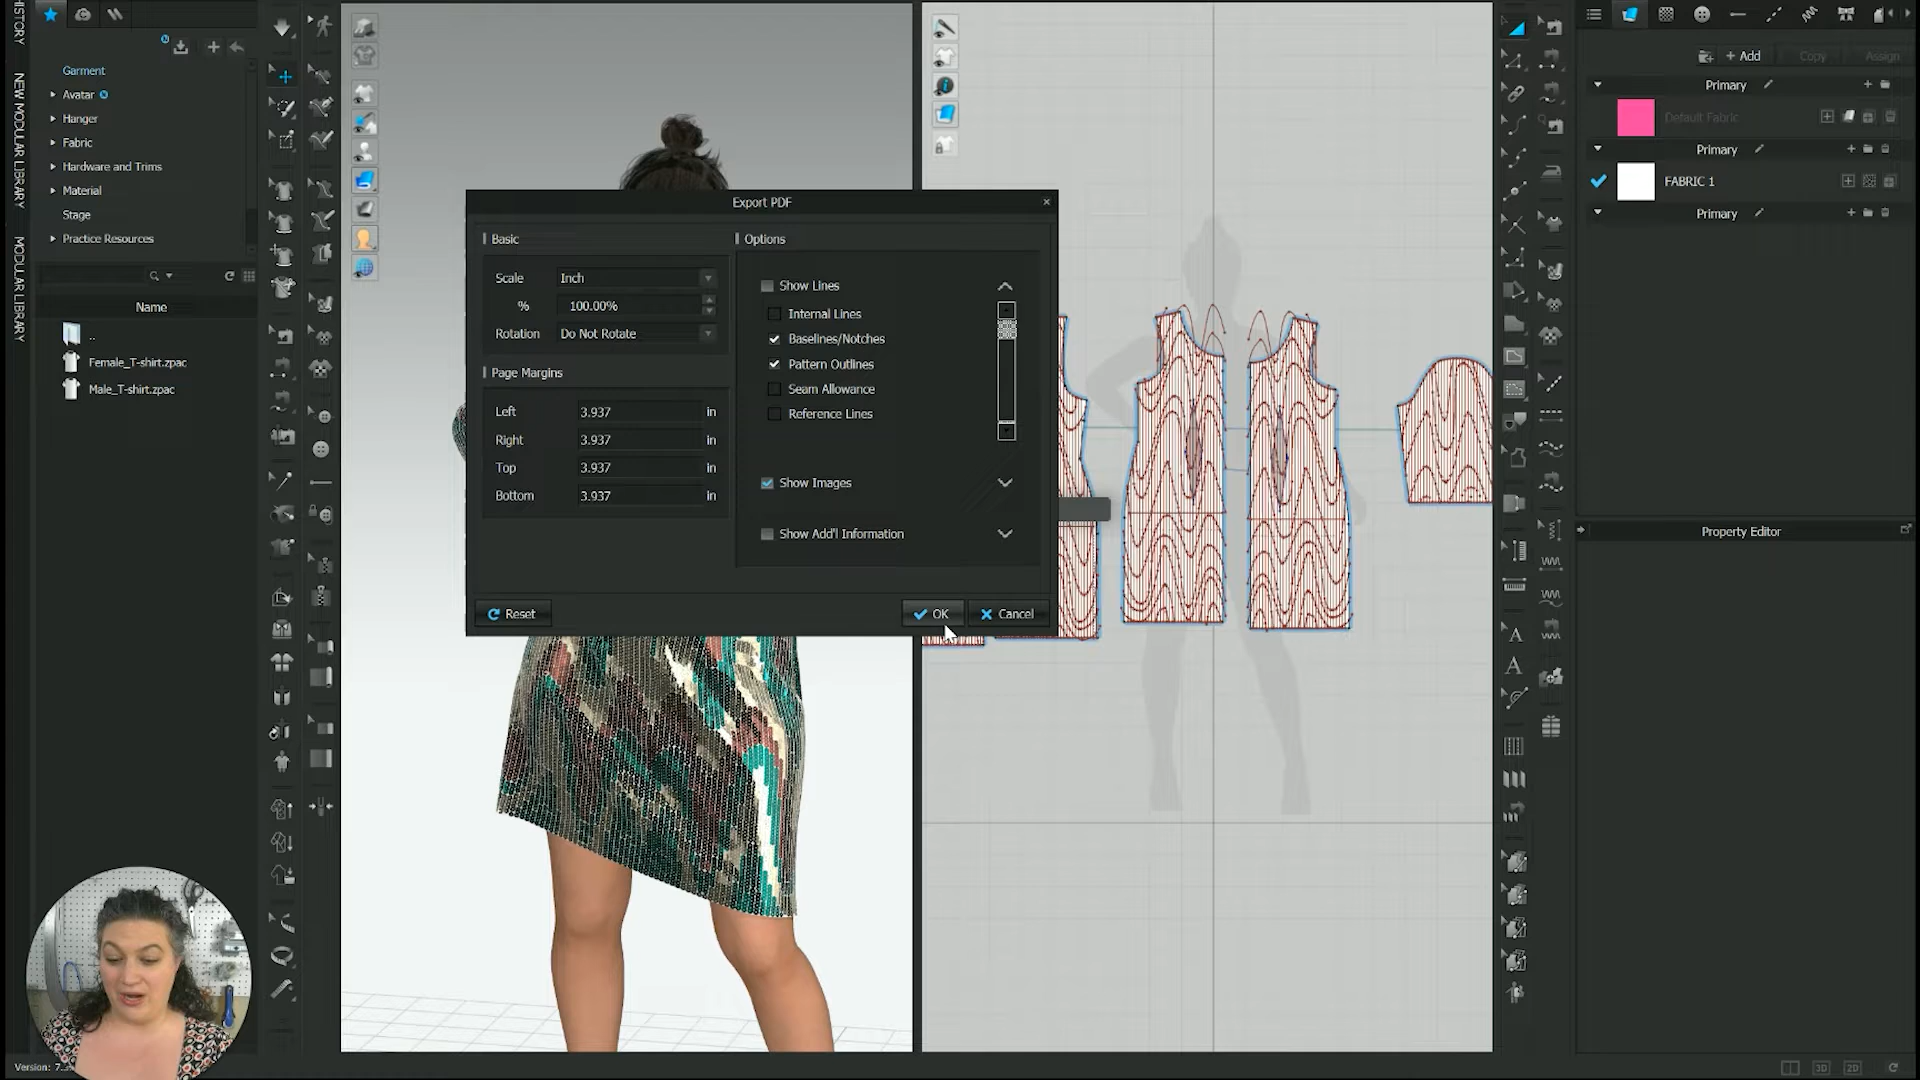 HISTORY
NEW MODULAR LIBRARY
MODULAR LIBRARY
Garment
Avatar
Hanger
Fabric
Hardware and Trims
Material
Stage
Practice Resources
Name
..
Female_T-shirt.zpac
Male_T-shirt.zpac
Version: 7.
Export PDF
Basic
Scale Inch
% 100.00%
Rotation Do Not Rotate
Page Margins
Left 3.937 in
Right 3.937 in
Top 3.937 in
Bottom 3.937 in
Options
Show Lines
Internal Lines
Baselines/Notches
Pattern Outlines
Seam Allowance
Reference Lines
Show Images
Show Add'l Information
Reset
OK
Cancel
+ Add Copy Assign
Primary
Default Fabric
Primary
FABRIC 1
Primary
Property Editor
3D 2D